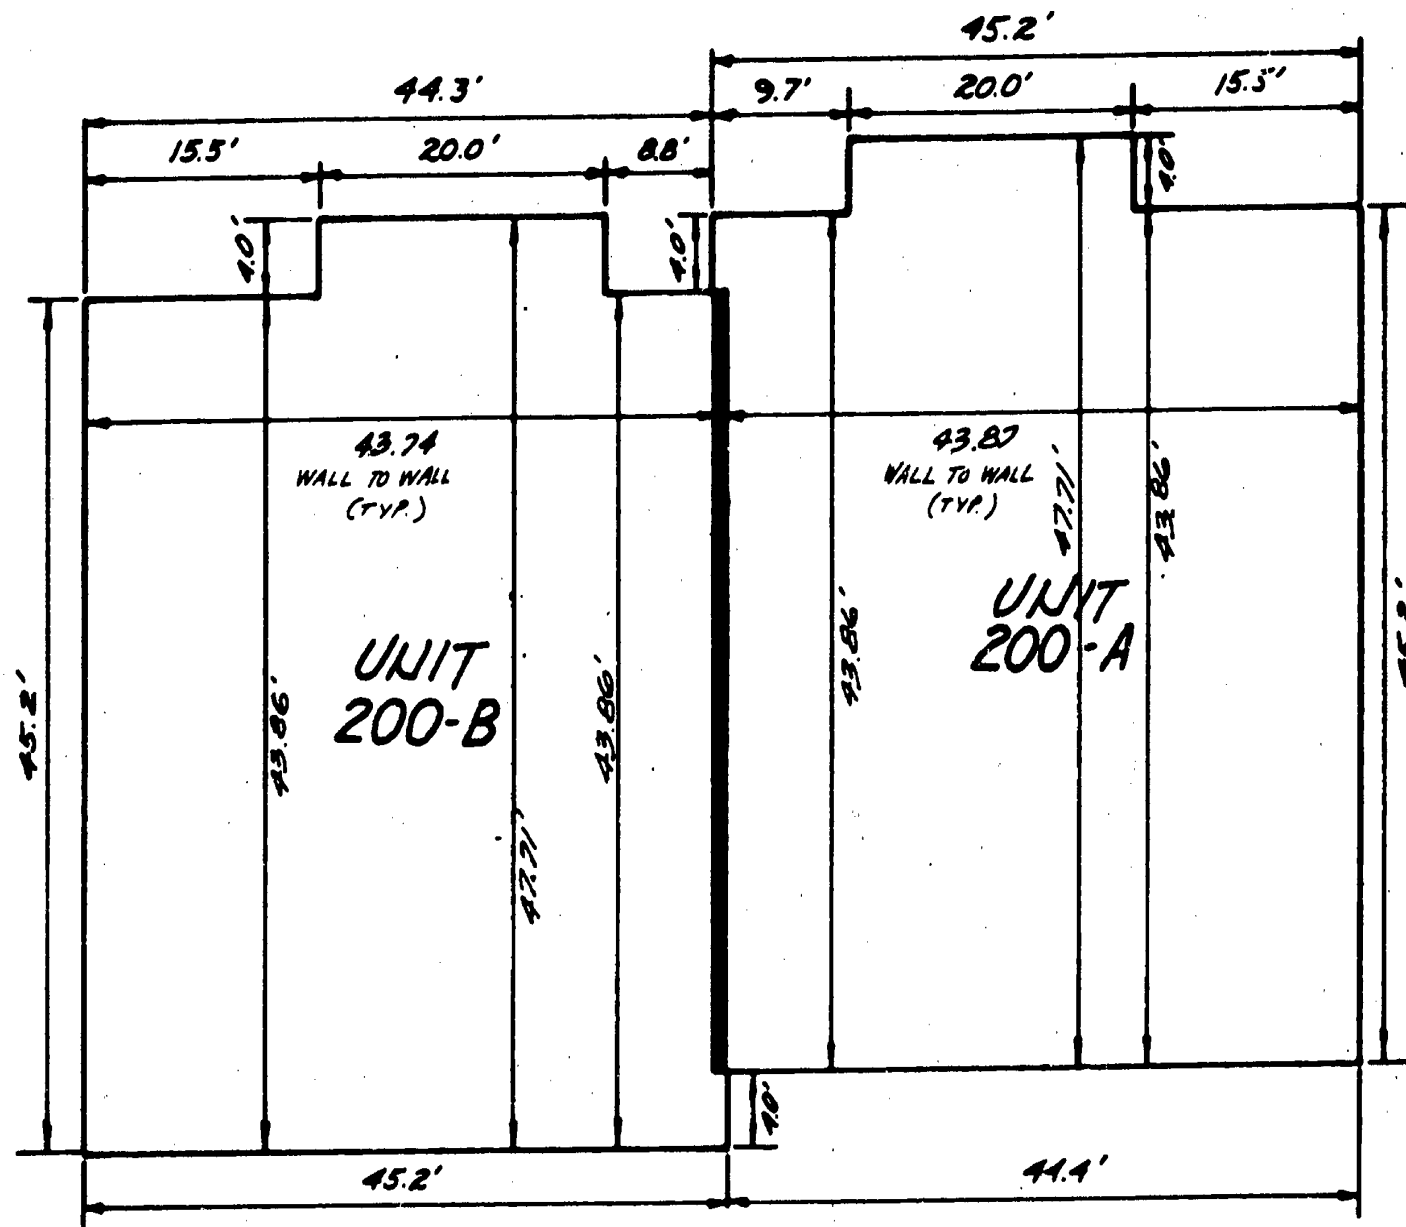 45.2'
44.3'
9.7'
20.0'
15.5'
15.5'
20.0'
8.8'
4.0'
4.0'
4.0'
43.74
WALL TO WALL
(TYP.)
43.87
WALL TO WALL
(TYP.)
47.71'
43.86'
UNIT
200-A
43.86'
UNIT
200-B
45.2'
43.86'
43.86'
47.71'
4.0'
45.2'
44.4'